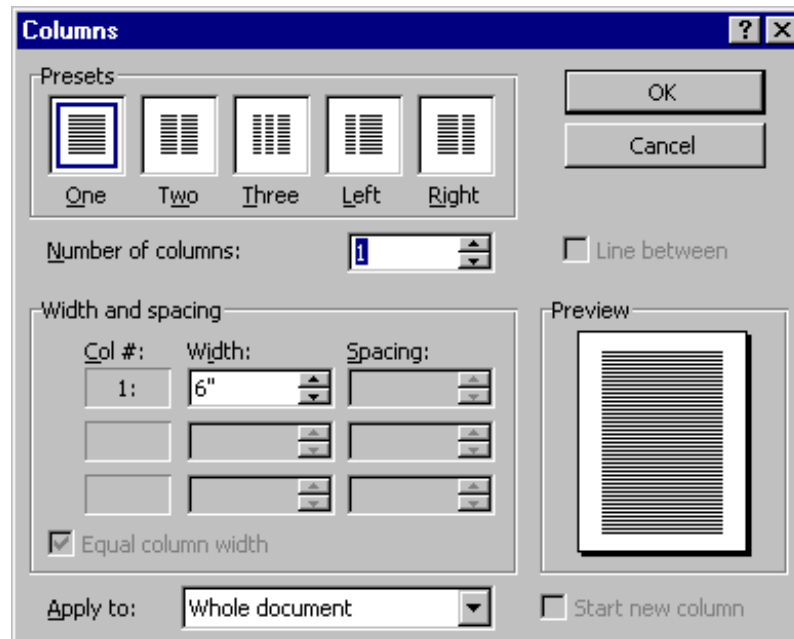 Columns
Presets
One Two Three Left Right
OK
Cancel
Number of columns: 1
Line between
Width and spacing
Col #: Width: Spacing:
1: 6"
Equal column width
Preview
Apply to: Whole document
Start new column